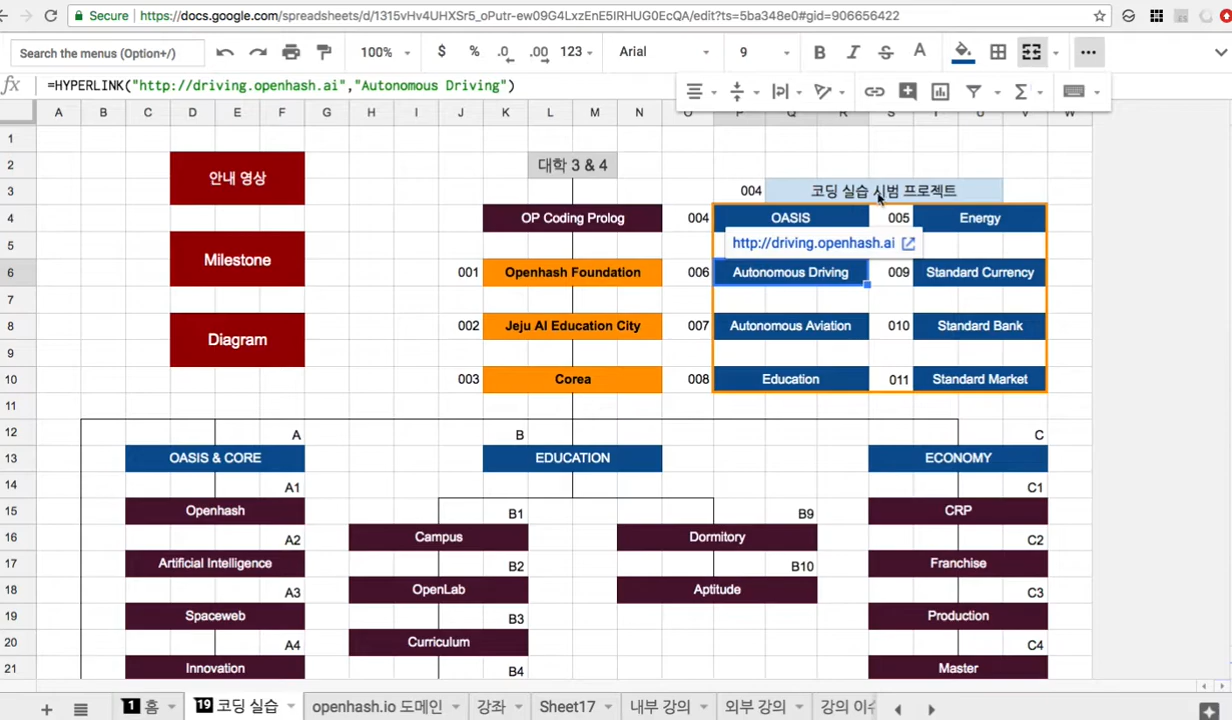 Secure https://docs.google.com/spreadsheets/d/1315vHv4UHXSr5_oPutr-ew09G4LxzEnE5IRHUG0EcQA/edit?ts=5ba348e0#gid=906656422
Search the menus (Option+/) 100% $ % .0 .00 123 Arial 9 B I S A
fx =HYPERLINK("http://driving.openhash.ai","Autonomous Driving")
A B C D E F G H I J K L M N O P Q R S T U V W
1
2 안내 영상 대학 3 & 4
3 004 코딩 실습 시범 프로젝트
4 OP Coding Prolog 004 OASIS 005 Energy
5 Milestone http://driving.openhash.ai
6 001 Openhash Foundation 006 Autonomous Driving 009 Standard Currency
7
8 Diagram 002 Jeju AI Education City 007 Autonomous Aviation 010 Standard Bank
9
10 003 Corea 008 Education 011 Standard Market
11
12 A B C
13 OASIS & CORE EDUCATION ECONOMY
14 A1 C1
15 Openhash B1 B9 CRP
16 A2 Campus Dormitory C2
17 Artificial Intelligence B2 B10 Franchise
18 A3 OpenLab Aptitude C3
19 Spaceweb B3 Production
20 A4 Curriculum C4
21 Innovation B4 Master
1 홈 19 코딩 실습 openhash.io 도메인 강좌 Sheet17 내부 강의 외부 강의 강의 이슈